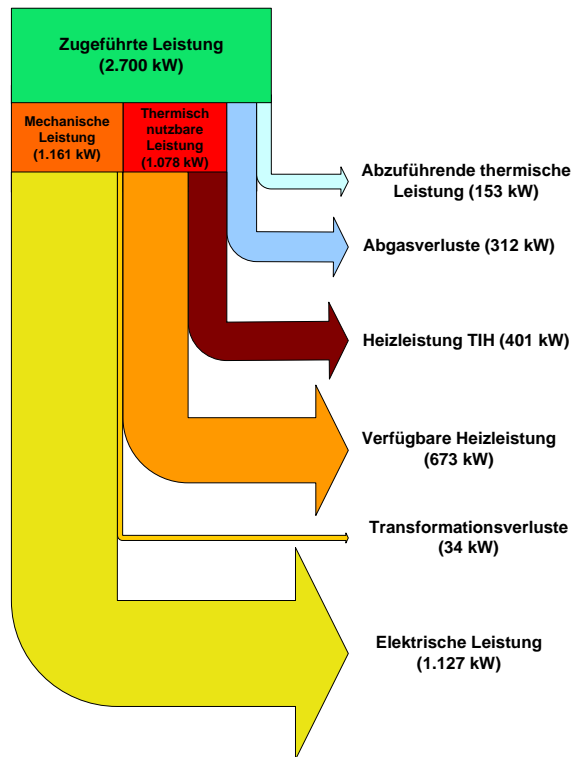 Zugeführte Leistung
(2.700 kW)
Mechanische
Leistung
(1.161 kW)
Thermisch
nutzbare
Leistung
(1.078 kW)
Abzuführende thermische
Leistung (153 kW)
Abgasverluste (312 kW)
Heizleistung TIH (401 kW)
Verfügbare Heizleistung
(673 kW)
Transformationsverluste
(34 kW)
Elektrische Leistung
(1.127 kW)